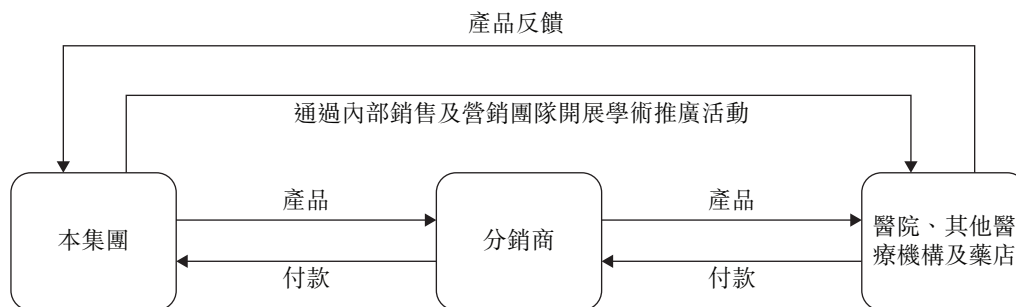 產品反饋
通過內部銷售及營銷團隊開展學術推廣活動
產品
產品
本集團
分銷商
醫院、其他醫
療機構及藥店
付款
付款